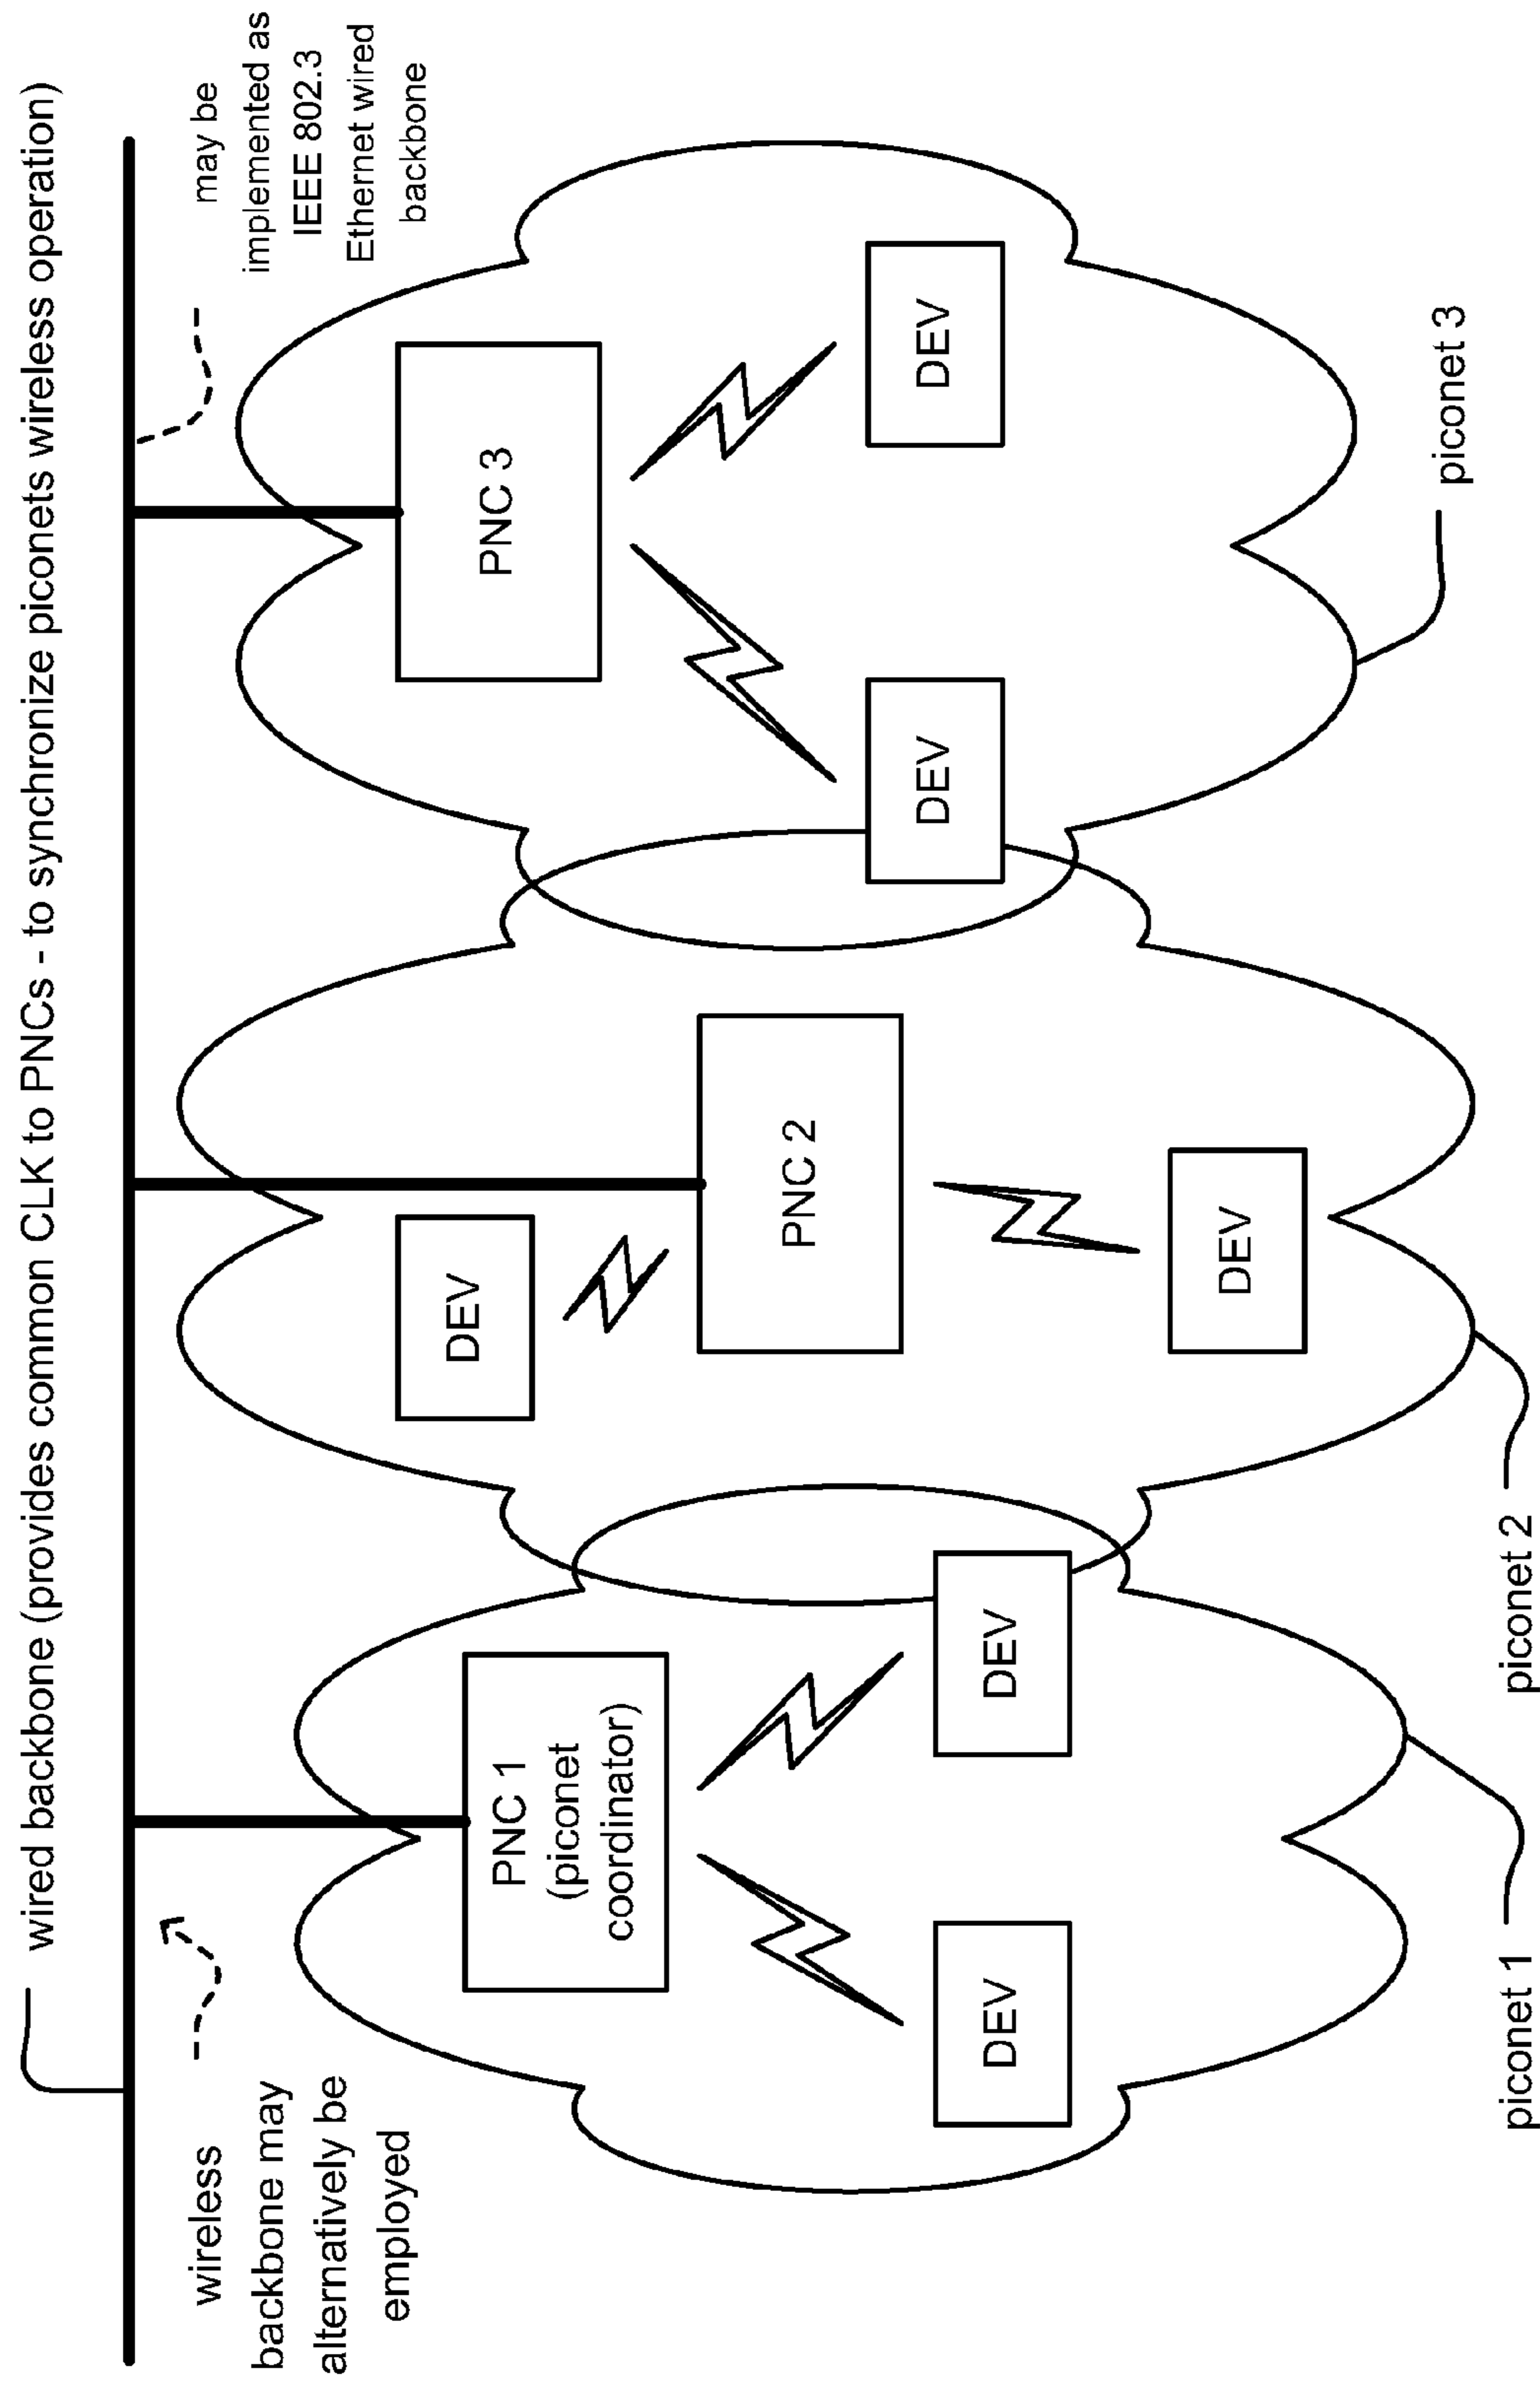 wired backbone (provides common CLK to PNCs - to synchronize piconets wireless operation)
wireless
backbone may
alternatively be
employed
may be
implemented as
IEEE 802.3
Ethernet wired
backbone
PNC 1
(piconet
coordinator)
DEV
DEV
piconet 1
DEV
PNC 2
DEV
piconet 2
PNC 3
DEV
DEV
piconet 3